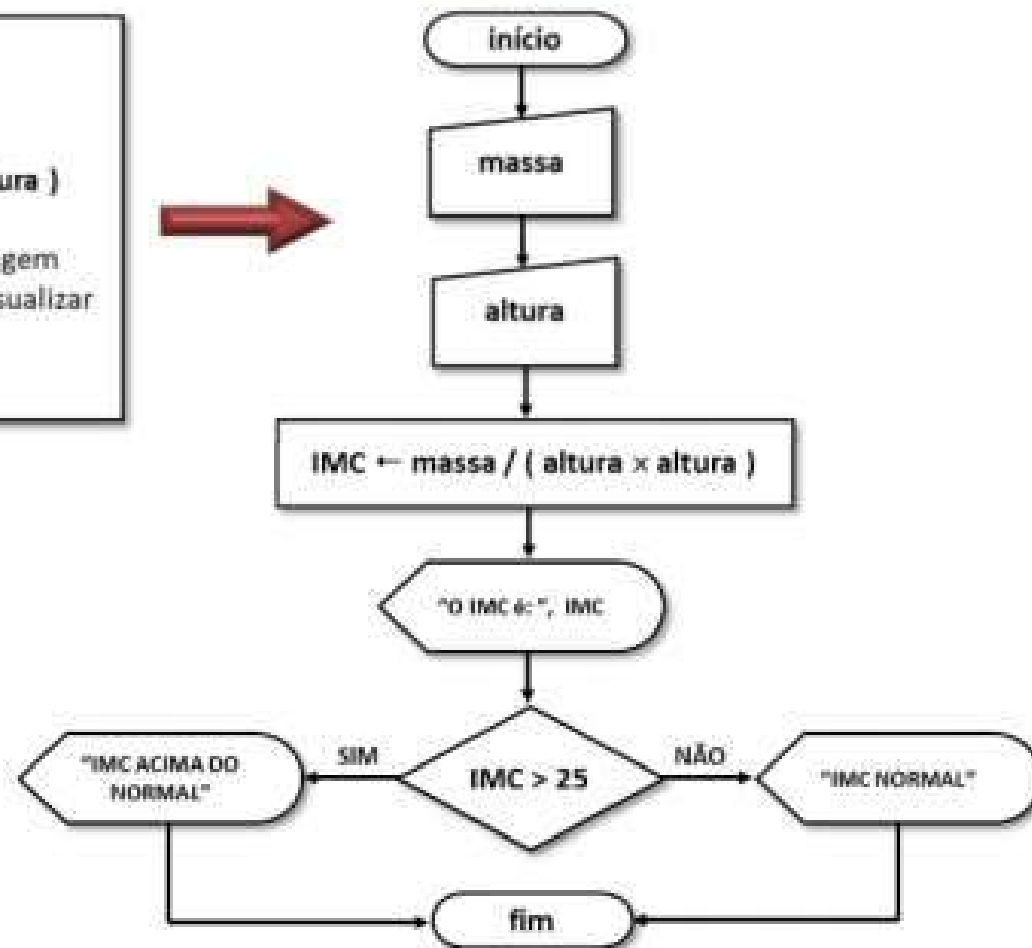 ura )
gem
sualizar
início
massa
altura
IMC ← massa / ( altura × altura )
"O IMC é: ", IMC
SIM
IMC > 25
NÃO
"IMC ACIMA DO
NORMAL"
"IMC NORMAL"
fim